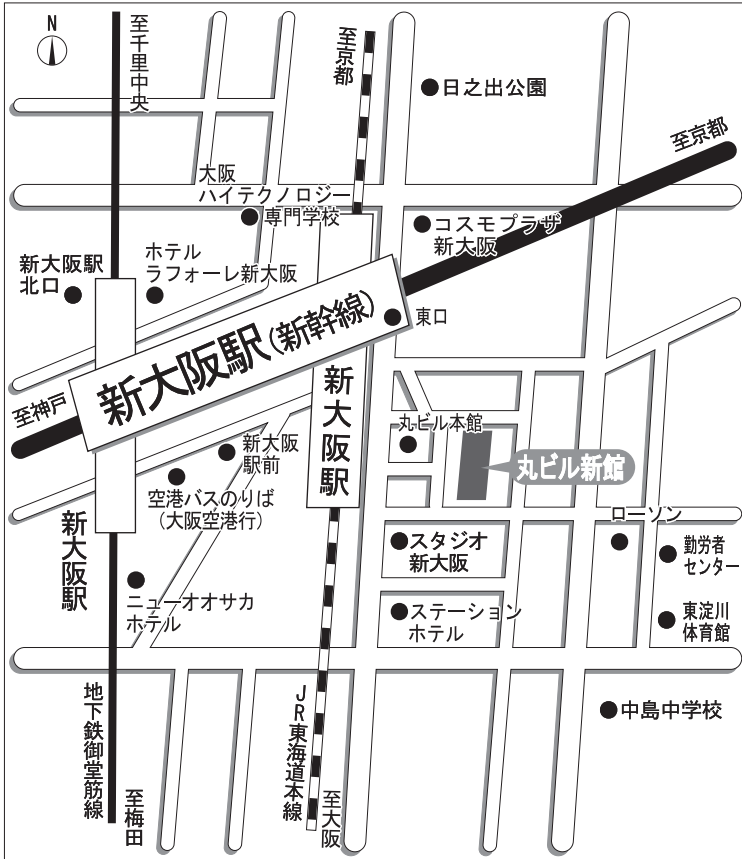 N
至千里中央
至京都
日之出公園
至京都
大阪
ハイテクノロジー
専門学校
コスモプラザ
新大阪
新大阪駅
北口
ホテル
ラフォーレ新大阪
東口
新大阪駅(新幹線)
至神戸
新大阪駅
丸ビル本館
丸ビル新館
新大阪
駅前
空港バスのりば
(大阪空港行)
新大阪駅
スタジオ
新大阪
ローソン
勤労者
センター
ニューオオサカ
ホテル
ステーション
ホテル
東淀川
体育館
地下鉄御堂筋線
至梅田
JR東海道本線
至大阪
中島中学校